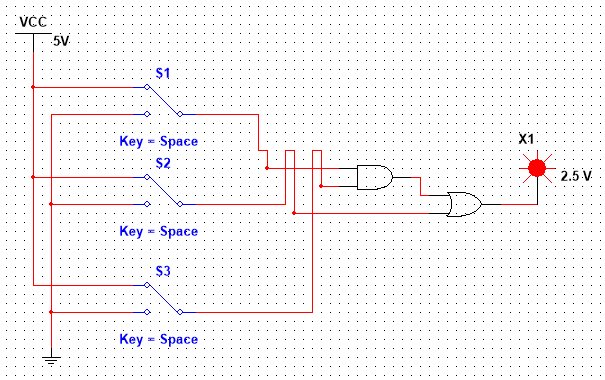 VCC
5V
S1
Key = Space
S2
Key = Space
S3
Key = Space
X1
2.5 V